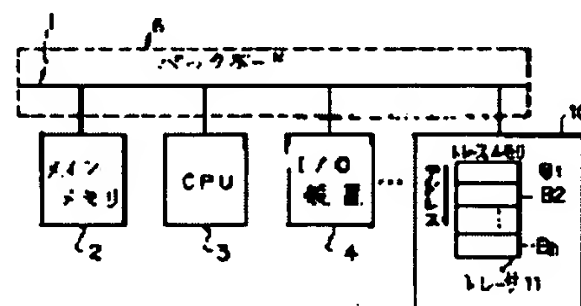 1
バックボード
メイン
メモリ
CPU
I/O
装置
...
トレースメモリ
アドレス
B1
B2
Bn
2
3
4
トレーサ 11